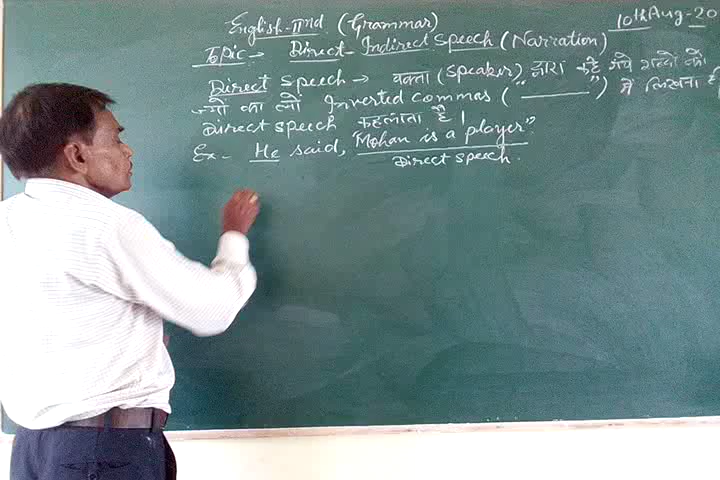 English-IInd (Grammar)
10th Aug-20
Topic - Direct-Indirect Speech (Narration)
Direct Speech → वक्ता (Speaker) द्वारा कहे गये शब्दों को
ज्यों का त्यों Inverted commas ("______") में लिखना ही
Direct Speech कहलाता है।
Ex - He said, "Mohan is a player".
Direct speech.